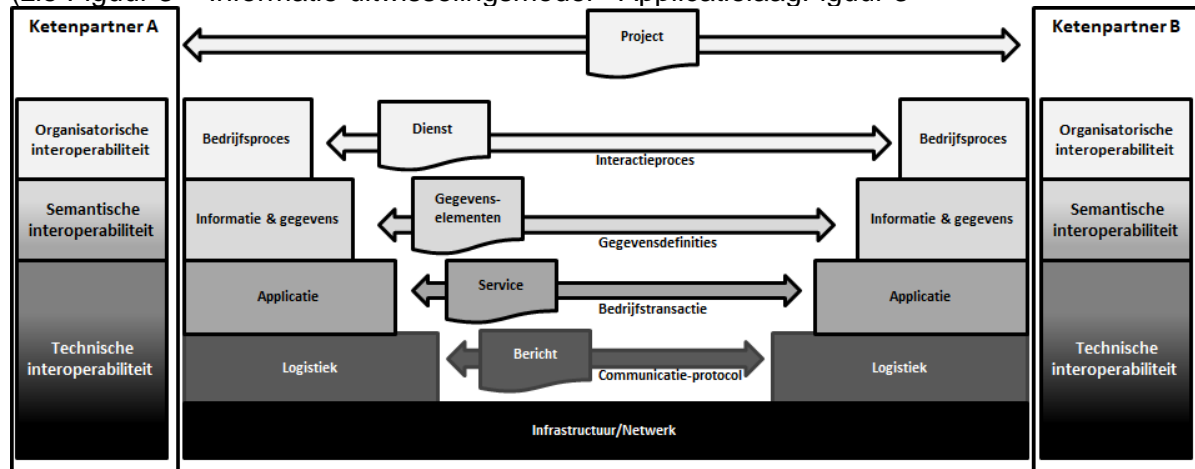 Ketenpartner A
Project
Ketenpartner B
Organisatorische
interoperabiliteit
Bedrijfsproces
Dienst
Interactieproces
Bedrijfsproces
Organisatorische
interoperabiliteit
Semantische
interoperabiliteit
Informatie & gegevens
Gegevens-
elementen
Gegevensdefinities
Informatie & gegevens
Semantische
interoperabiliteit
Applicatie
Service
Bedrijfstransactie
Applicatie
Technische
interoperabiliteit
Logistiek
Bericht
Communicatie-protocol
Logistiek
Technische
interoperabiliteit
Infrastructuur/Netwerk